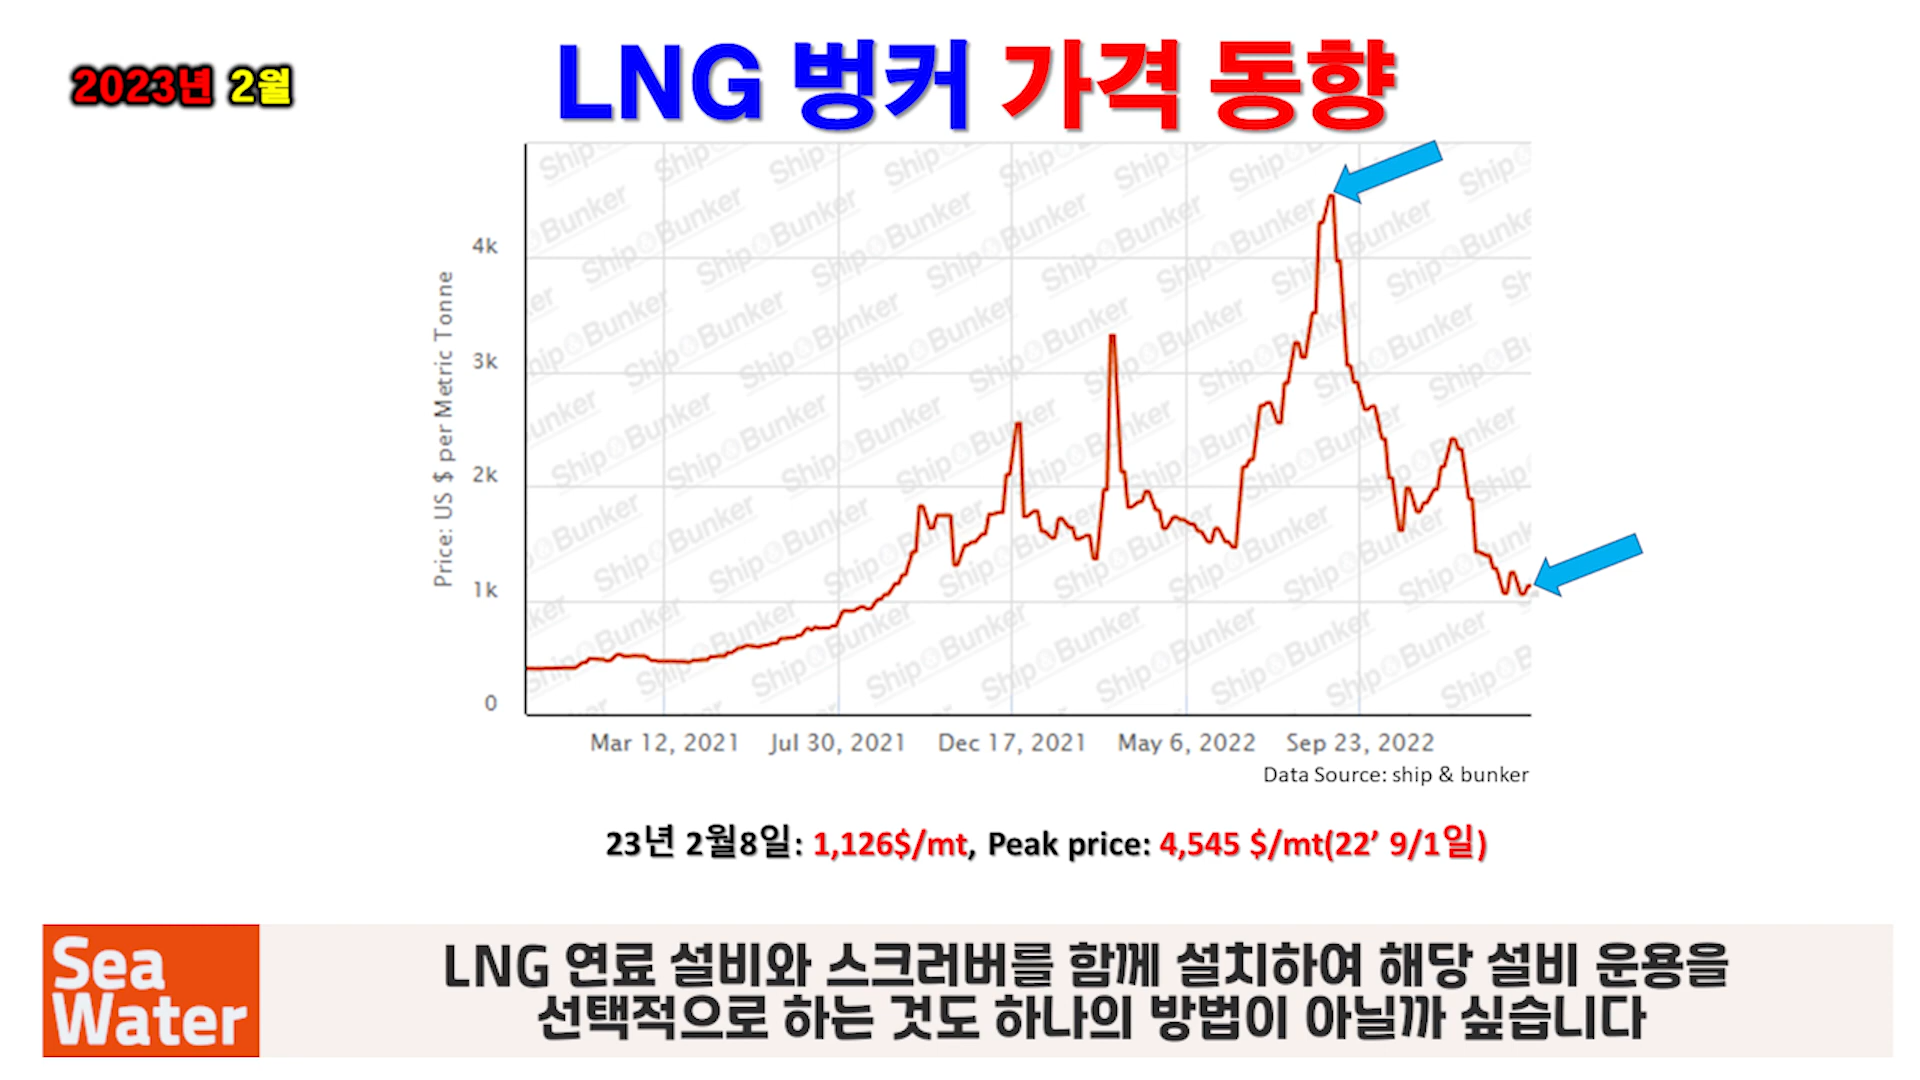 2023년 2월
LNG 벙커 가격 동향
Price: US $ per Metric Tonne
4k
3k
2k
1k
0
Ship & Bunker
Mar 12, 2021
Jul 30, 2021
Dec 17, 2021
May 6, 2022
Sep 23, 2022
Data Source: ship & bunker
23년 2월8일: 1,126$/mt, Peak price: 4,545 $/mt(22’ 9/1일)
Sea
Water
LNG 연료 설비와 스크러버를 함께 설치하여 해당 설비 운용을
선택적으로 하는 것도 하나의 방법이 아닐까 싶습니다